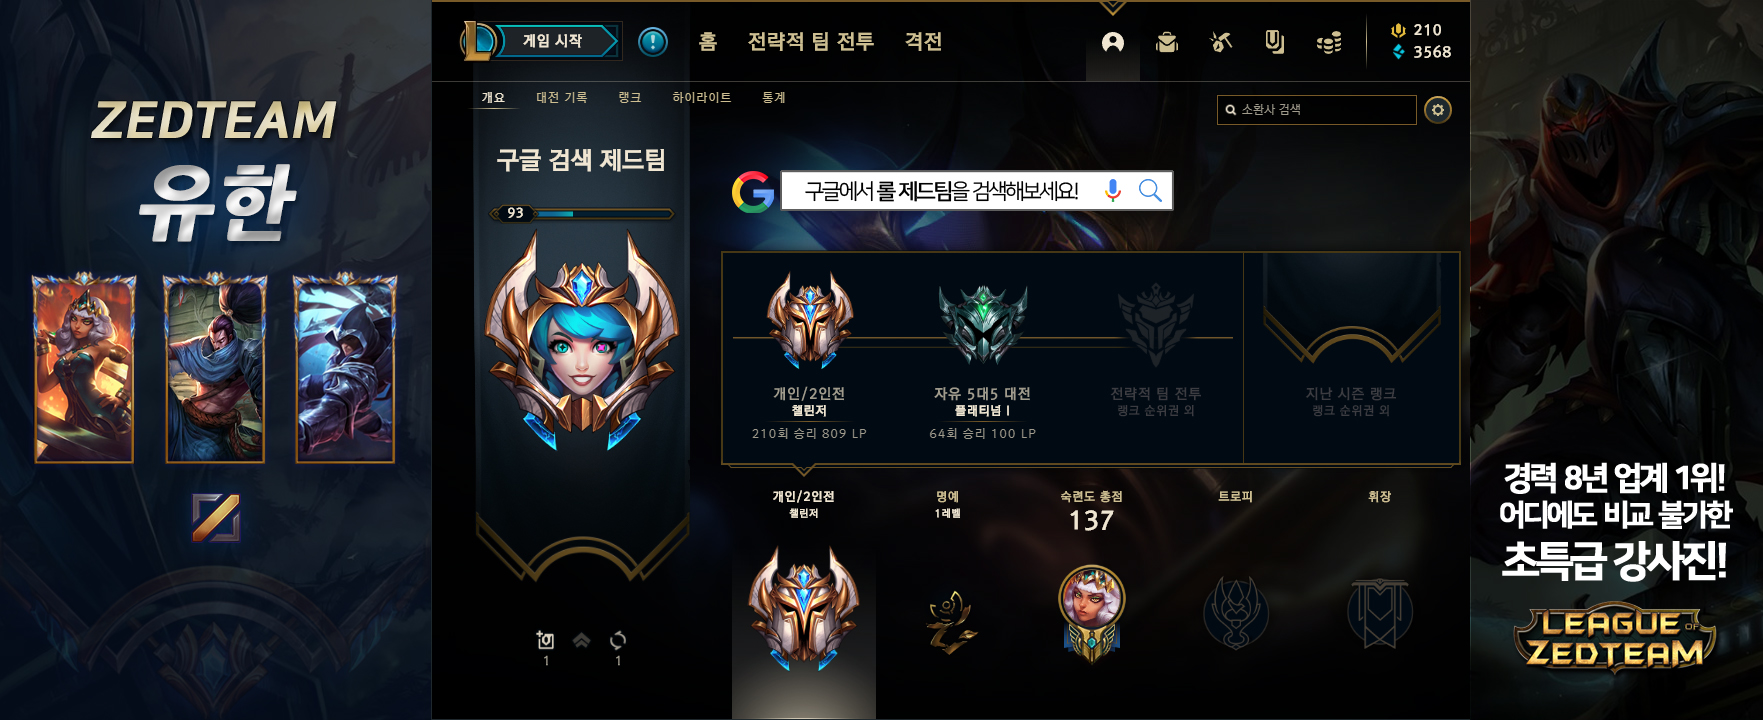 ZEDTEAM
유한
게임 시작
홈
전략적 팀 전투
격전
210
3568
개요
대전 기록
랭크
하이라이트
통계
소환사 검색
구글 검색 제드팀
93
구글에서 롤 제드팀을 검색해보세요!
개인/2인전
챌린저
210회 승리 809 LP
자유 5대5 대전
플래티넘 I
64회 승리 100 LP
전략적 팀 전투
랭크 순위권 외
지난 시즌 랭크
랭크 순위권 외
개인/2인전
챌린저
명예
1레벨
숙련도 총점
137
트로피
휘장
1
1
경력 8년 업계 1위!
어디에도 비교 불가한
초특급 강사진!
LEAGUE OF
ZEDTEAM